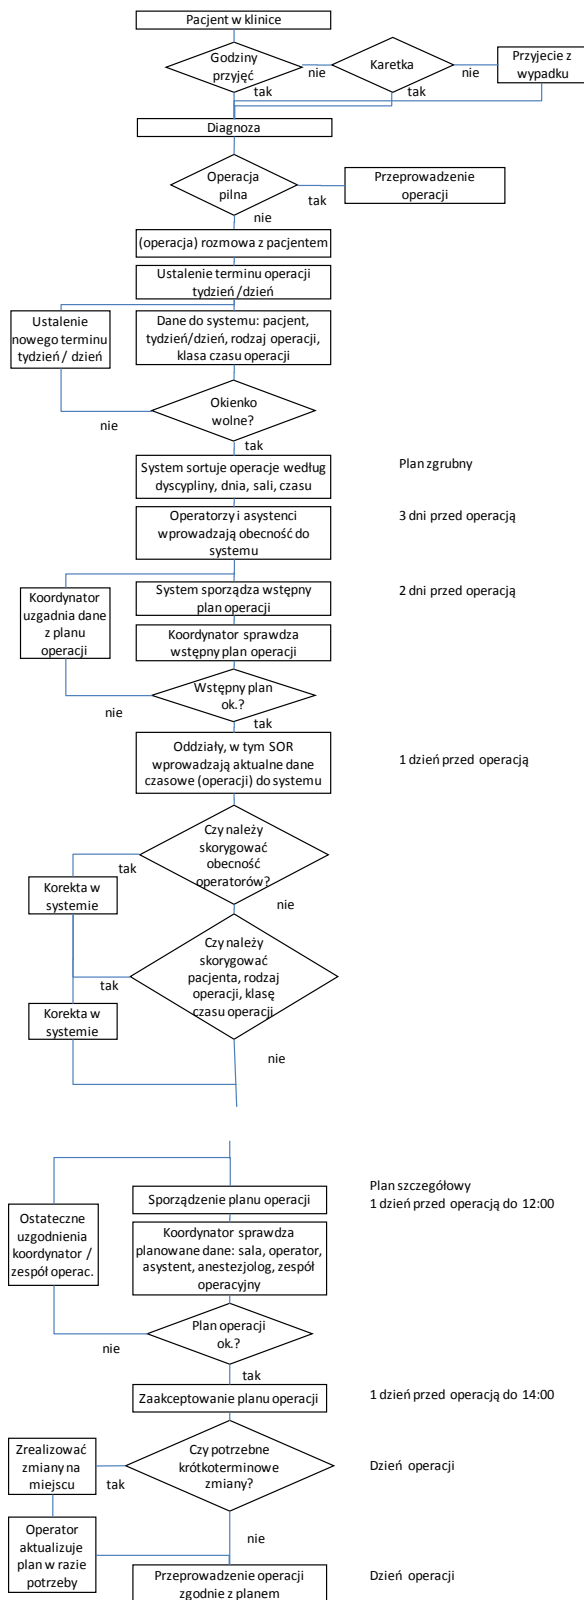 Pacjent w klinice
Godziny
przyjęć
nie
Karetka
nie
Przyjecie z
wypadku
tak
tak
Diagnoza
Operacja
pilna
tak
Przeprowadzenie
operacji
nie
(operacja) rozmowa z pacjentem
Ustalenie terminu operacji
tydzień /dzień
Ustalenie
nowego terminu
tydzień / dzień
Dane do systemu: pacjent,
tydzień/dzień, rodzaj operacji,
klasa czasu operacji
Okienko
wolne?
nie
tak
System sortuje operacje według
dyscypliny, dnia, sali, czasu
Plan zgrubny
Operatorzy i asystenci
wprowadzają obecność do
systemu
3 dni przed operacją
Koordynator
uzgadnia dane
z planu
operacji
System sporządza wstępny
plan operacji
2 dni przed operacją
Koordynator sprawdza
wstępny plan operacji
Wstępny plan
ok.?
nie
tak
Oddziały, w tym SOR
wprowadzają aktualne dane
czasowe (operacji) do systemu
1 dzień przed operacją
Czy należy
skorygować
obecność
operatorów?
tak
nie
Korekta w
systemie
Czy należy
skorygować
pacjenta, rodzaj
operacji, klasę
czasu operacji
tak
Korekta w
systemie
nie
Sporządzenie planu operacji
Plan szczegółowy
1 dzień przed operacją do 12:00
Ostateczne
uzgodnienia
koordynator /
zespół operac.
Koordynator sprawdza
planowane dane: sala, operator,
asystent, anestezjolog, zespół
operacyjny
Plan operacji
ok.?
nie
tak
Zaakceptowanie planu operacji
1 dzień przed operacją do 14:00
Zrealizować
zmiany na
miejscu
tak
Czy potrzebne
krótkoterminowe
zmiany?
Dzień operacji
nie
Operator
aktualizuje
plan w razie
potrzeby
Przeprowadzenie operacji
zgodnie z planem
Dzień operacji